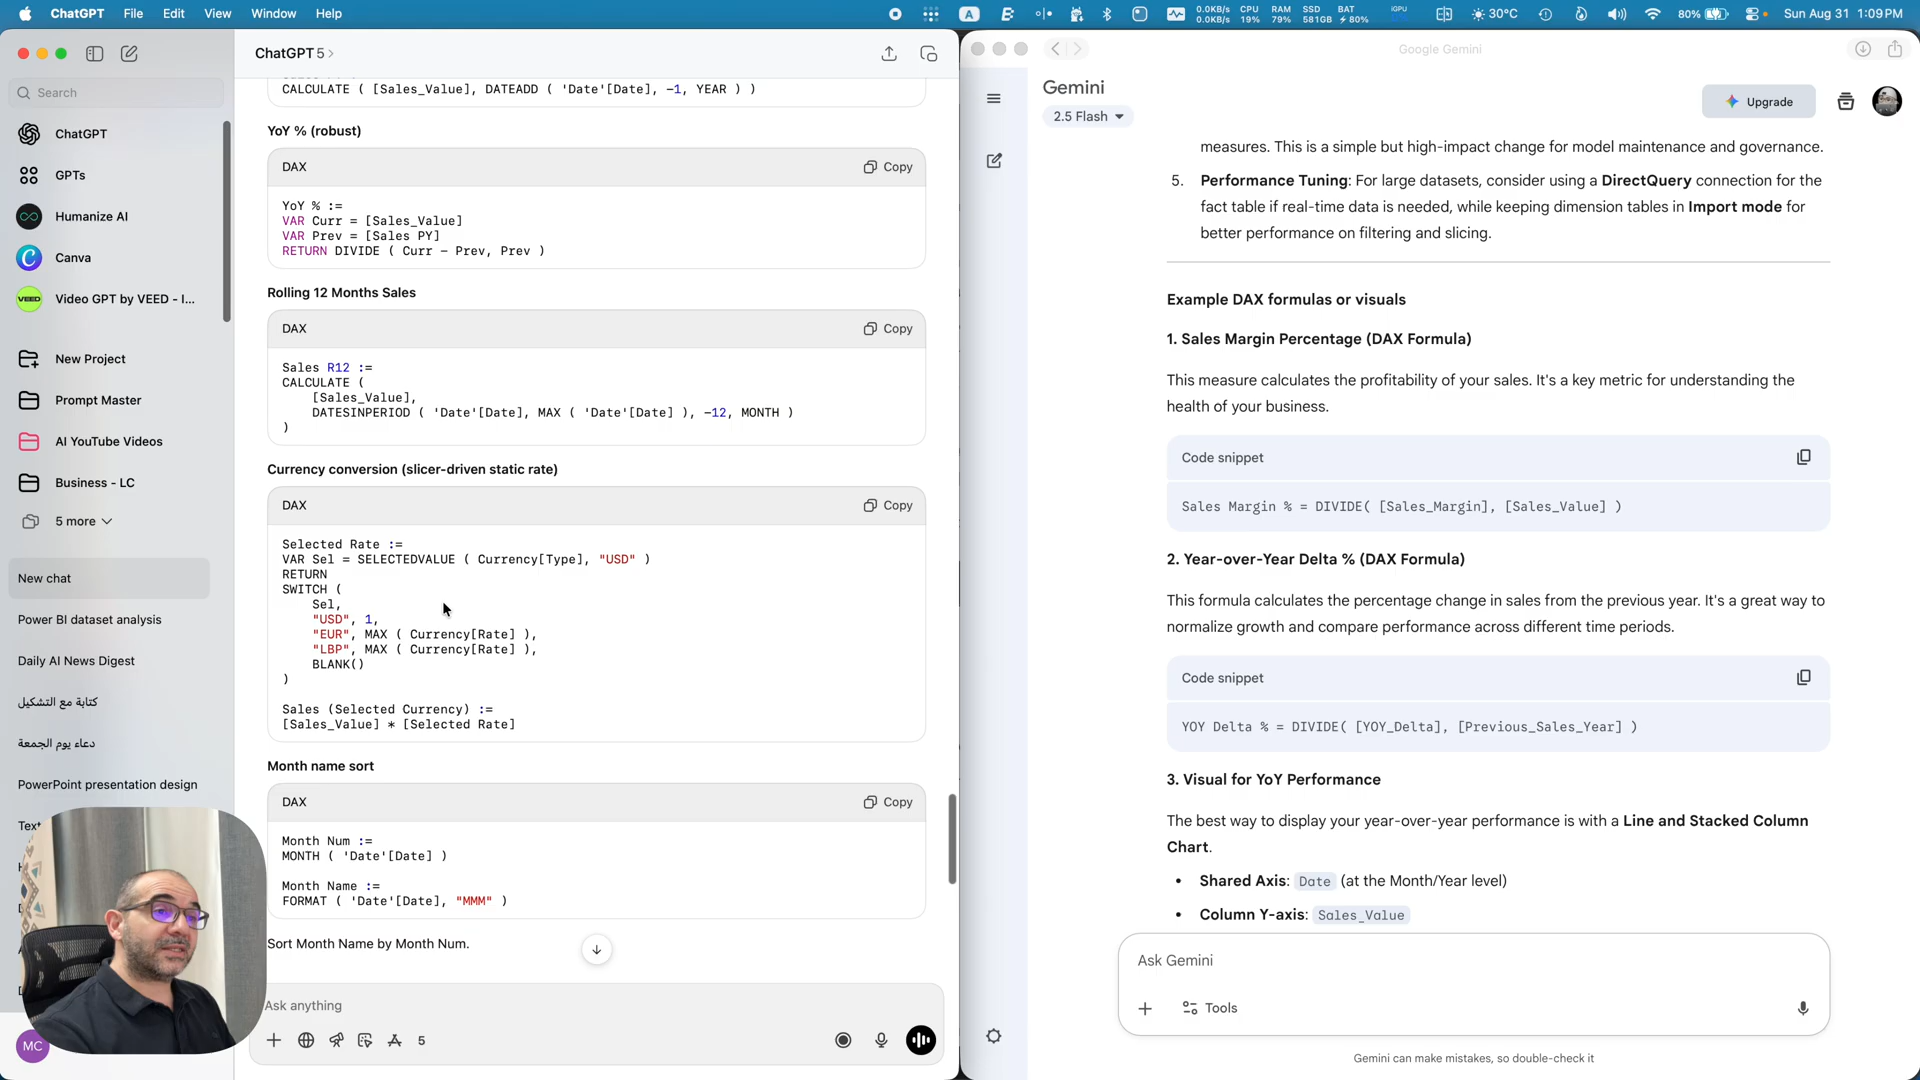 ChatGPT File Edit View Window Help
0.0KB/s 0.0KB/s CPU 19% RAM 79% SSD 581GB BAT 80% iGPU 30°C 80% Sun Aug 31 1:09 PM
ChatGPT 5 >
Search
ChatGPT
GPTs
Humanize AI
Canva
VEED
Video GPT by VEED - I...
New Project
Prompt Master
AI YouTube Videos
Business - LC
5 more
New chat
Power BI dataset analysis
Daily AI News Digest
كتابة مع التشكيل
دعاء يوم الجمعة
PowerPoint presentation design
Text
MC
CALCULATE ( [Sales_Value], DATEADD ( 'Date'[Date], -1, YEAR ) )
YoY % (robust)
DAX
Copy
YoY % :=
VAR Curr = [Sales_Value]
VAR Prev = [Sales PY]
RETURN DIVIDE ( Curr - Prev, Prev )
Rolling 12 Months Sales
DAX
Copy
Sales R12 :=
CALCULATE (
[Sales_Value],
DATESINPERIOD ( 'Date'[Date], MAX ( 'Date'[Date] ), -12, MONTH )
)
Currency conversion (slicer-driven static rate)
DAX
Copy
Selected Rate :=
VAR Sel = SELECTEDVALUE ( Currency[Type], "USD" )
RETURN
SWITCH (
Sel,
"USD", 1,
"EUR", MAX ( Currency[Rate] ),
"LBP", MAX ( Currency[Rate] ),
BLANK()
)
Sales (Selected Currency) :=
[Sales_Value] * [Selected Rate]
Month name sort
DAX
Copy
Month Num :=
MONTH ( 'Date'[Date] )
Month Name :=
FORMAT ( 'Date'[Date], "MMM" )
Sort Month Name by Month Num.
Ask anything
5
Google Gemini
Gemini
2.5 Flash
Upgrade
measures. This is a simple but high-impact change for model maintenance and governance.
5. Performance Tuning: For large datasets, consider using a DirectQuery connection for the
fact table if real-time data is needed, while keeping dimension tables in Import mode for
better performance on filtering and slicing.
Example DAX formulas or visuals
1. Sales Margin Percentage (DAX Formula)
This measure calculates the profitability of your sales. It's a key metric for understanding the
health of your business.
Code snippet
Sales Margin % = DIVIDE( [Sales_Margin], [Sales_Value] )
2. Year-over-Year Delta % (DAX Formula)
This formula calculates the percentage change in sales from the previous year. It's a great way to
normalize growth and compare performance across different time periods.
Code snippet
YOY Delta % = DIVIDE( [YOY_Delta], [Previous_Sales_Year] )
3. Visual for YoY Performance
The best way to display your year-over-year performance is with a Line and Stacked Column
Chart.
• Shared Axis: Date (at the Month/Year level)
• Column Y-axis: Sales_Value
Ask Gemini
Tools
Gemini can make mistakes, so double-check it